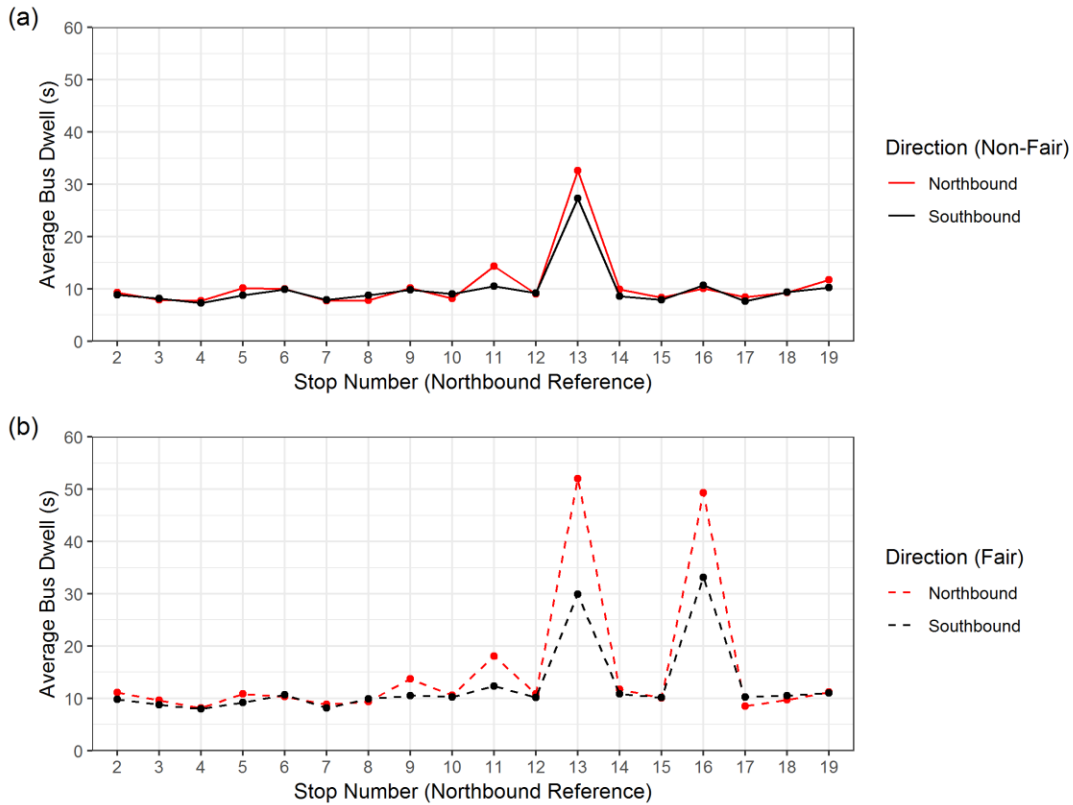 (a)
60
50
40
30
20
10
0
Average Bus Dwell (s)
2 3 4 5 6 7 8 9 10 11 12 13 14 15 16 17 18 19
Stop Number (Northbound Reference)
Direction (Non-Fair)
Northbound
Southbound
(b)
60
50
40
30
20
10
0
Average Bus Dwell (s)
2 3 4 5 6 7 8 9 10 11 12 13 14 15 16 17 18 19
Stop Number (Northbound Reference)
Direction (Fair)
Northbound
Southbound